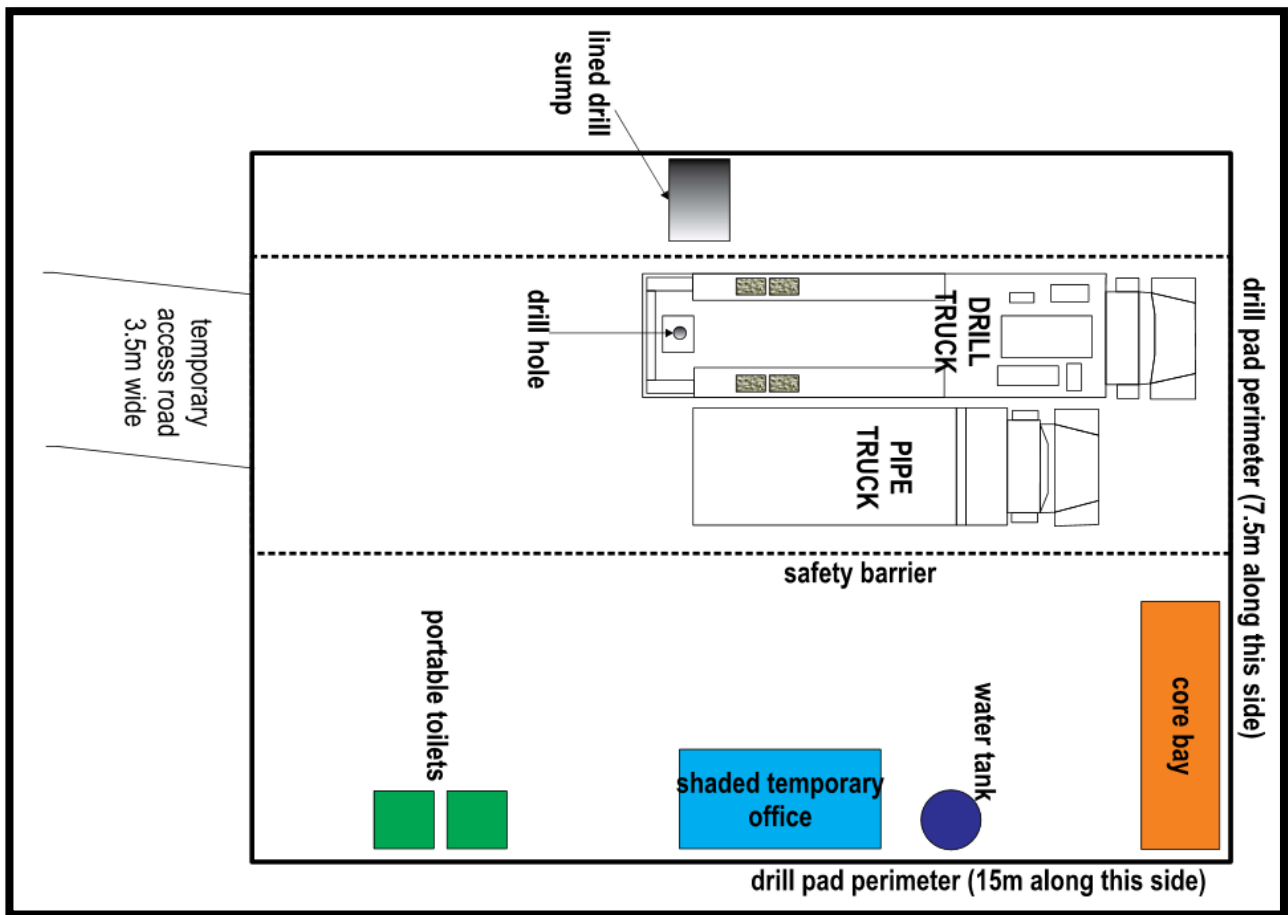 lined drill
sump
drill pad perimeter (7.5m along this side)
temporary
access road
3.5m wide
drill hole
DRILL
TRUCK
PIPE
TRUCK
safety barrier
portable toilets
water tank
core bay
shaded temporary
office
drill pad perimeter (15m along this side)